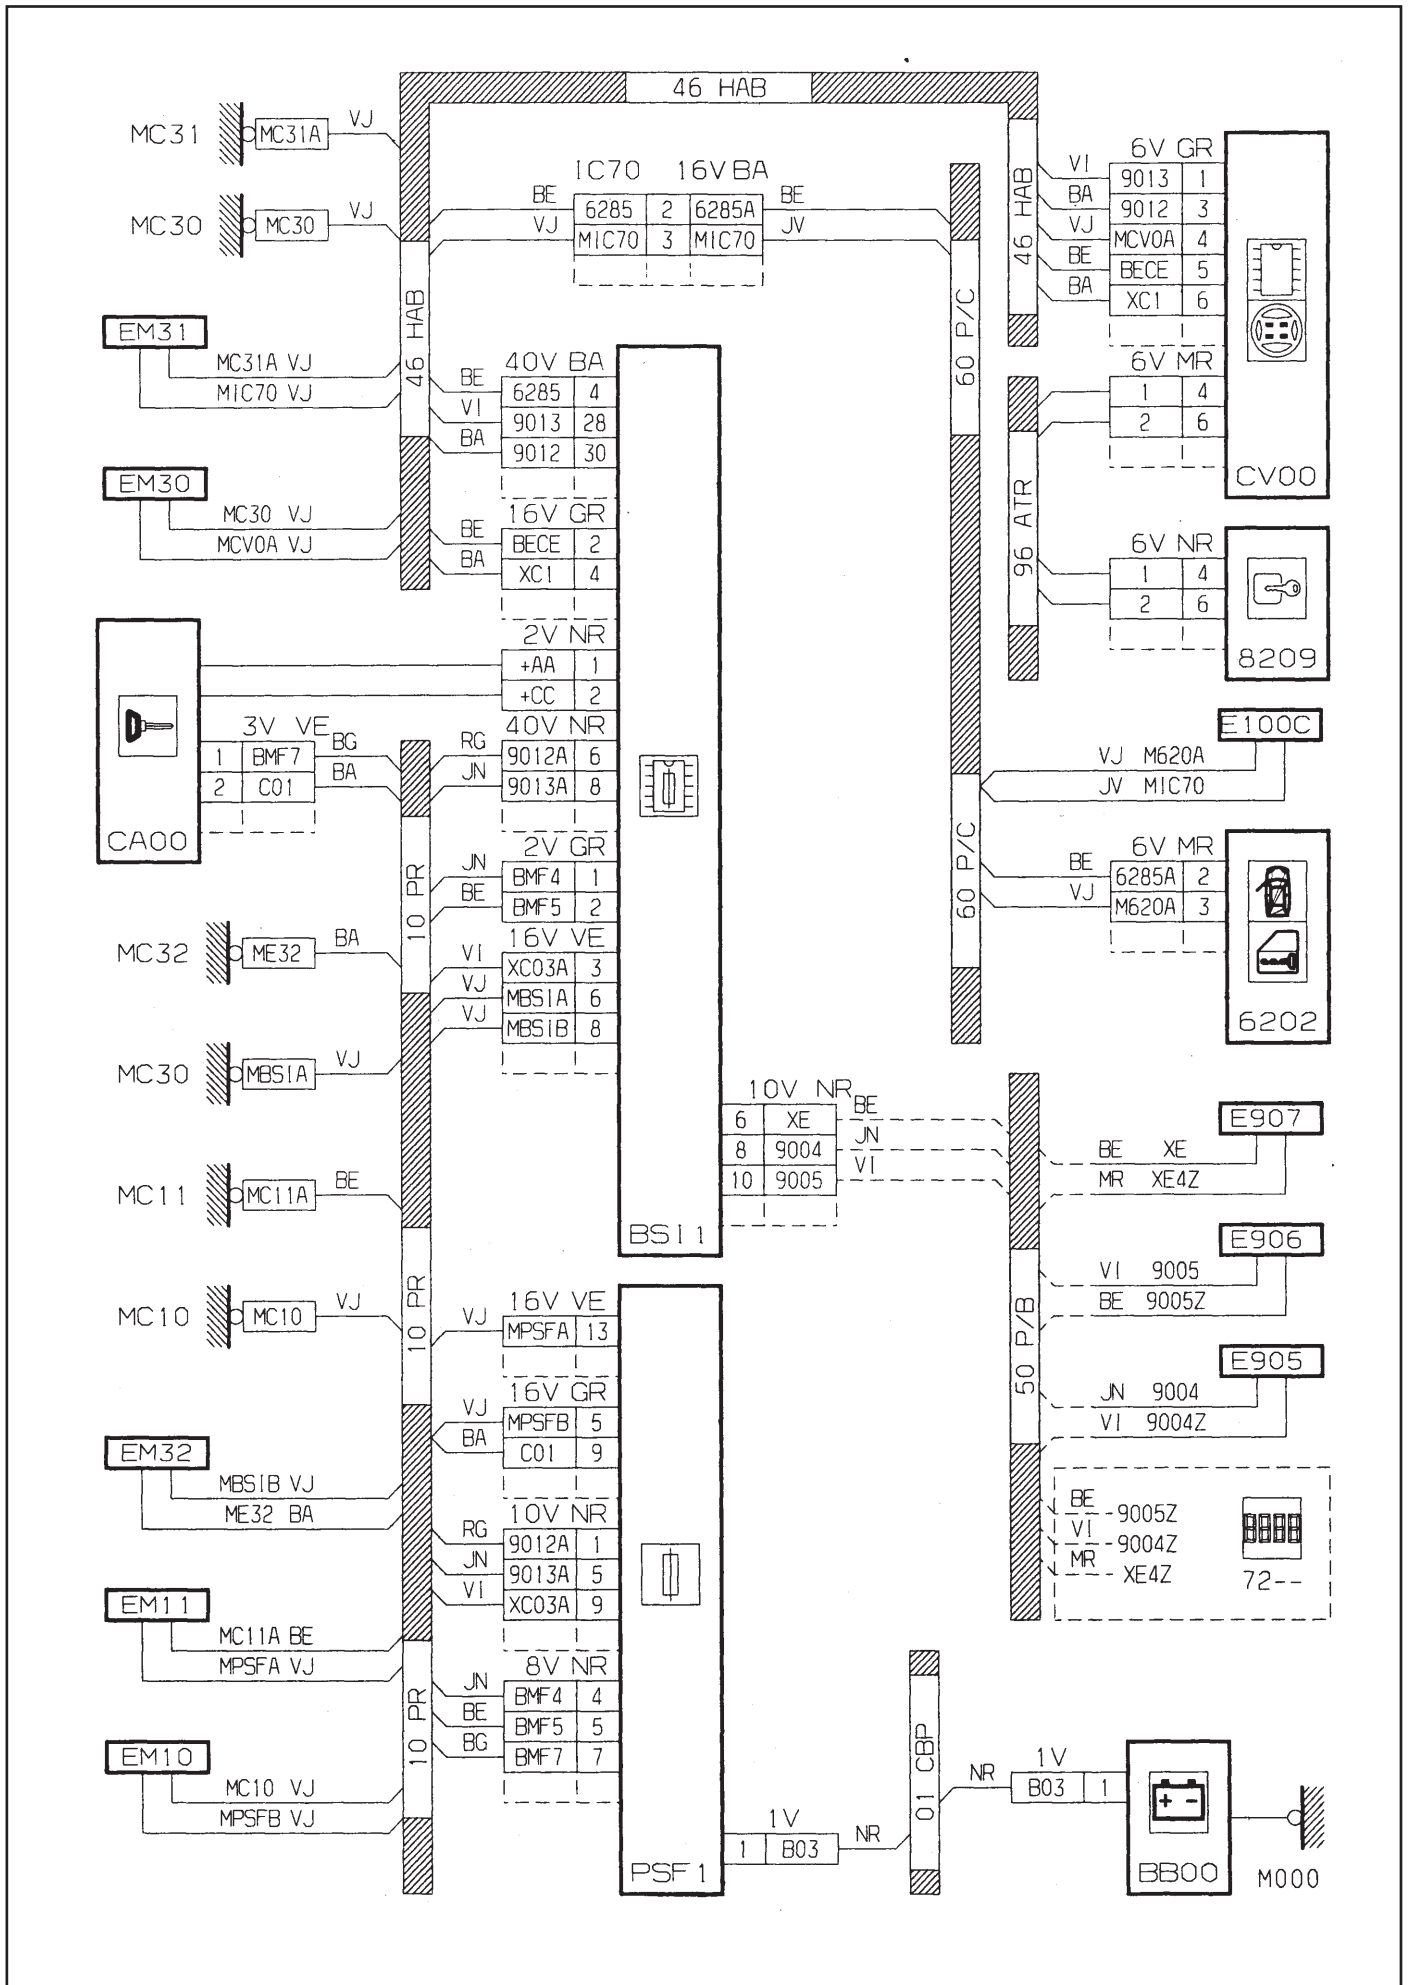 46 HAB
MC31 MC31A VJ
MC30 MC30 VJ
IC70 16V BA
BE 6285 2 6285A BE
VJ MIC70 3 MIC70 JV
46 HAB
60 P/C
46 HAB
6V GR
VI 9013 1
BA 9012 3
VJ MCV0A 4
BE BECE 5
BA XC1 6
6V MR
1 4
2 6
CV00
EM31
MC31A VJ
MIC70 VJ
40V BA
BE 6285 4
VI 9013 28
BA 9012 30
EM30
MC30 VJ
MCV0A VJ
16V GR
BE BECE 2
BA XC1 4
96 ATR
6V NR
1 4
2 6
8209
2V NR
+AA 1
+CC 2
3V VE
1 BMF7 BG
2 C01 BA
CA00
40V NR
RG 9012A 6
JN 9013A 8
E100C
VJ M620A
JV MIC70
10 PR
2V GR
JN BMF4 1
BE BMF5 2
60 P/C
6V MR
BE 6285A 2
VJ M620A 3
6202
MC32 ME32 BA
16V VE
VI XC03A 3
VJ MBSIA 6
VJ MBSIB 8
MC30 MBSIA VJ
10V NR
6 XE BE
8 9004 JN
10 9005 VI
BSI1
E907
BE XE
MR XE4Z
MC11 MC11A BE
E906
VI 9005
BE 9005Z
MC10 MC10 VJ
10 PR
16V VE
VJ MPSFA 13
50 P/B
E905
JN 9004
VI 9004Z
16V GR
VJ MPSFB 5
BA C01 9
EM32
MBSIB VJ
ME32 BA
BE 9005Z
VI 9004Z
MR XE4Z
72--
10V NR
RG 9012A 1
JN 9013A 5
VI XC03A 9
EM11
MC11A BE
MPSFA VJ
10 PR
8V NR
JN BMF4 4
BE BMF5 5
BG BMF7 7
EM10
MC10 VJ
MPSFB VJ
1V
1 B03 NR
PSF1
01 CBP
1V
NR B03 1
+ -
BB00
M000